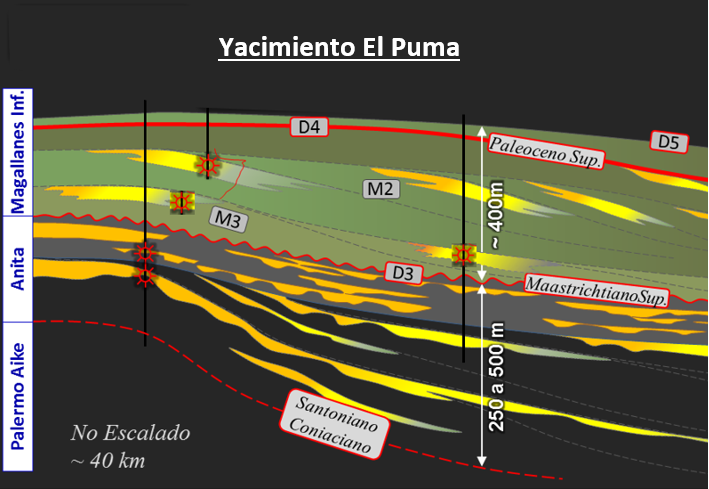 Yacimiento El Puma
Magallanes Inf.
Anita
Palermo Aike
D4
D5
Paleoceno Sup.
M2
M3
~ 400m
D3
MaastrichtianoSup.
250 a 500 m
Santoniano
Coniaciano
No Escalado
~ 40 km